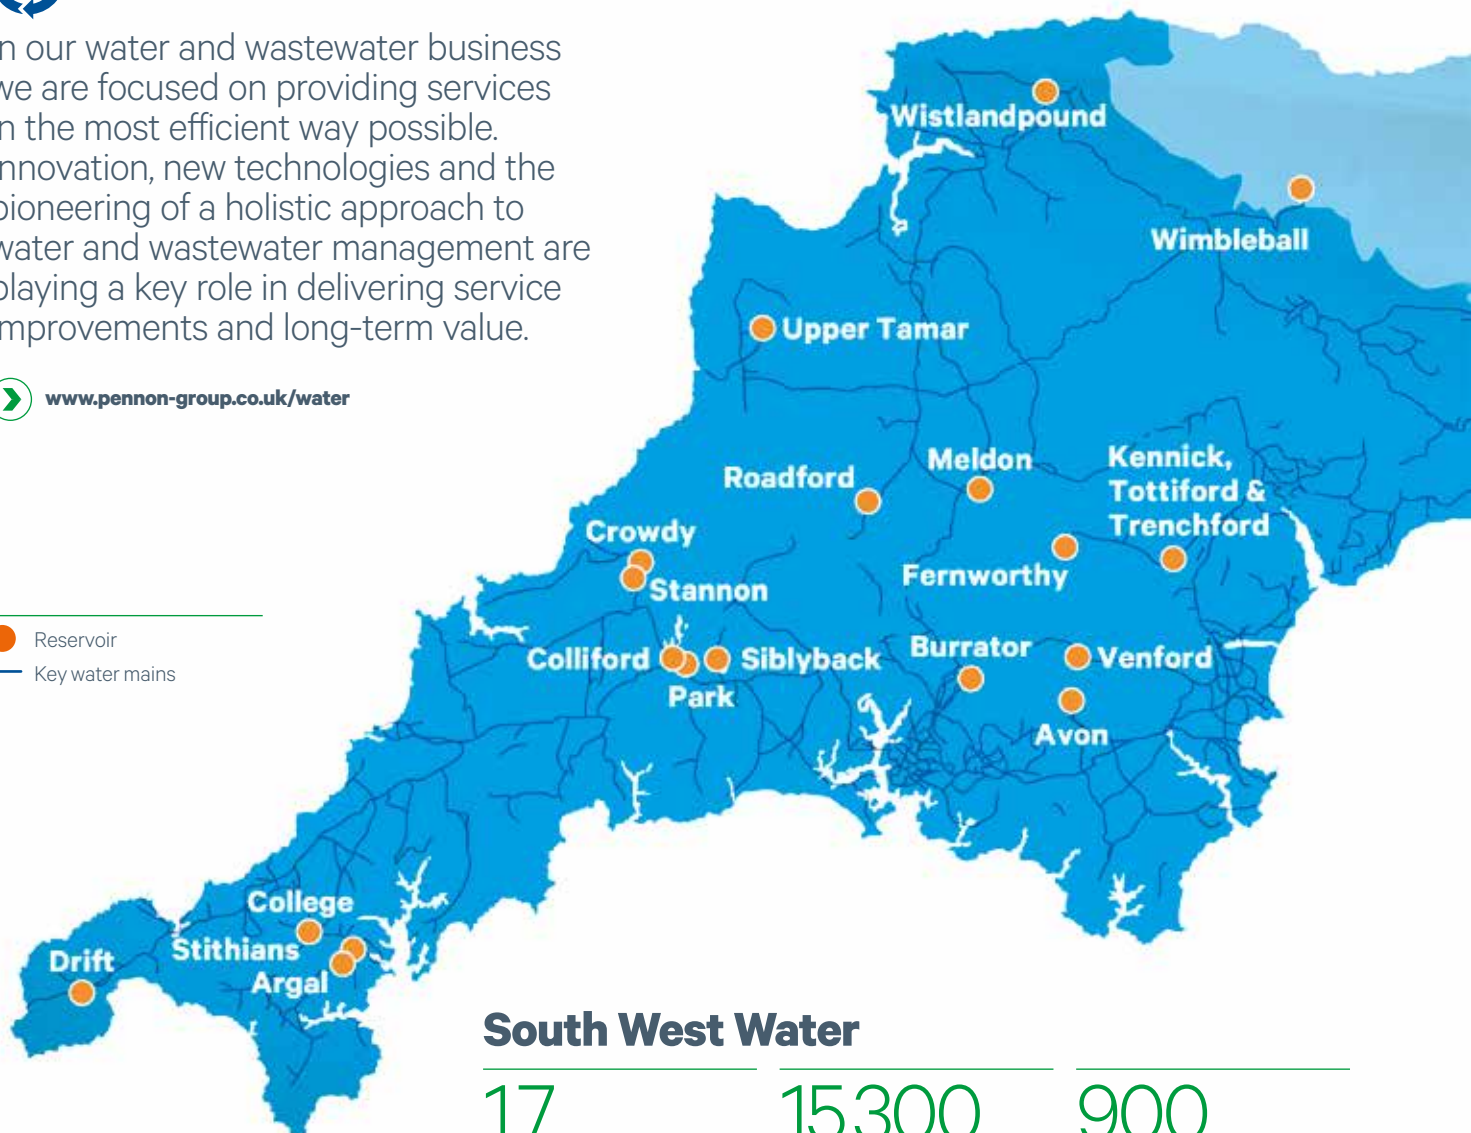 n our water and wastewater business
we are focused on providing services
n the most efficient way possible.
nnovation, new technologies and the
pioneering of a holistic approach to
water and wastewater management are
playing a key role in delivering service
mprovements and long-term value.
www.pennon-group.co.uk/water
Reservoir
Key water mains
Wistlandpound
Wimbleball
Upper Tamar
Roadford
Meldon
Kennick,
Tottiford &
Trenchford
Crowdy
Stannon
Fernworthy
Colliford
Siblyback
Park
Burrator
Venford
Avon
College
Stithians
Argal
Drift
South West Water
17
15,300
900